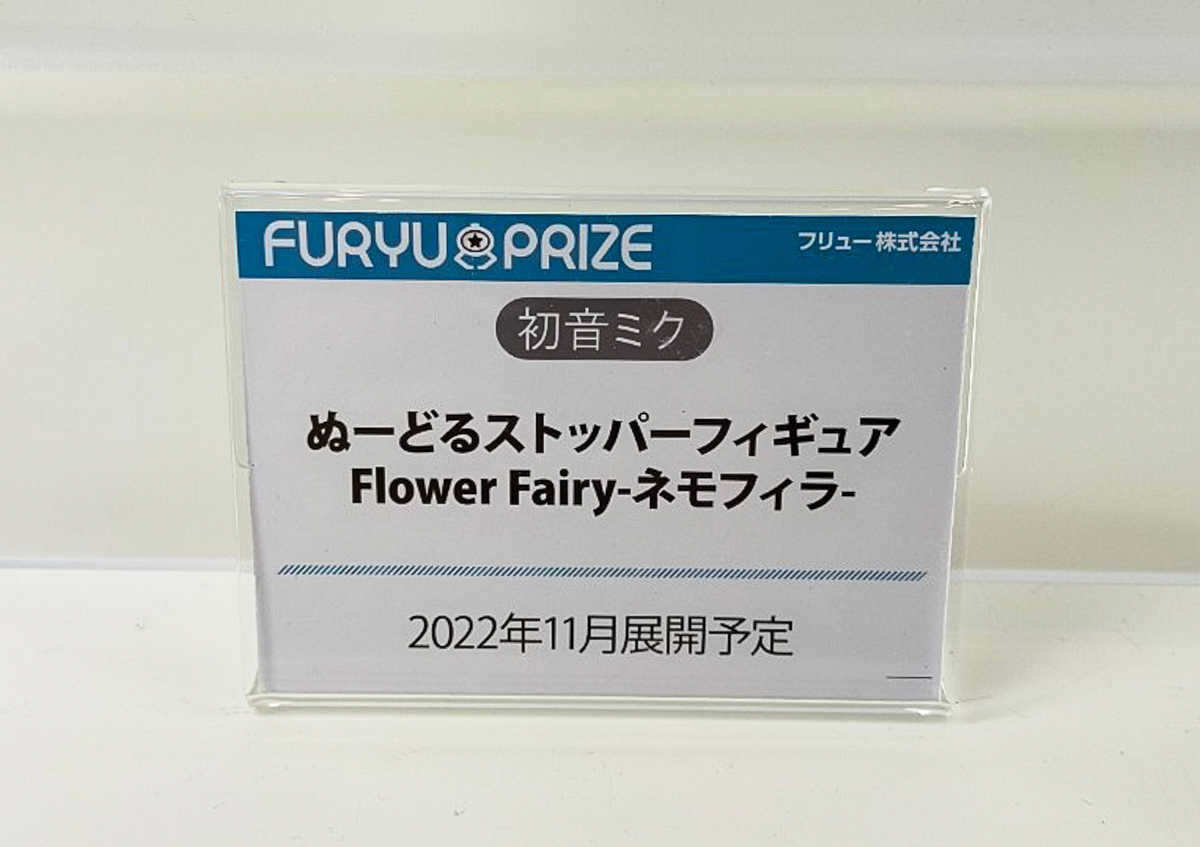 FURYU PRIZE フリュー株式会社
初音ミク
ぬーどるストッパーフィギュア
Flower Fairy-ネモフィラ-
2022年11月展開予定